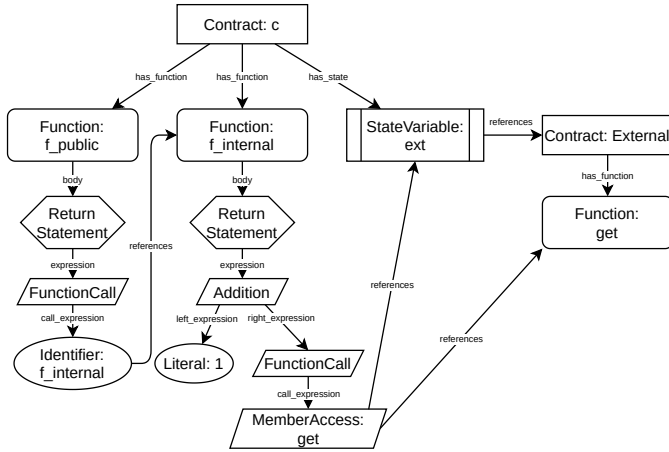 Contract: c
has_function
has_function
has_state
Function:
f_public
Function:
f_internal
StateVariable:
ext
references
Contract: External
body
body
has_function
Return
Statement
Return
Statement
Function:
get
references
expression
expression
FunctionCall
Addition
references
call_expression
left_expression
right_expression
references
Identifier:
f_internal
Literal: 1
FunctionCall
call_expression
MemberAccess:
get